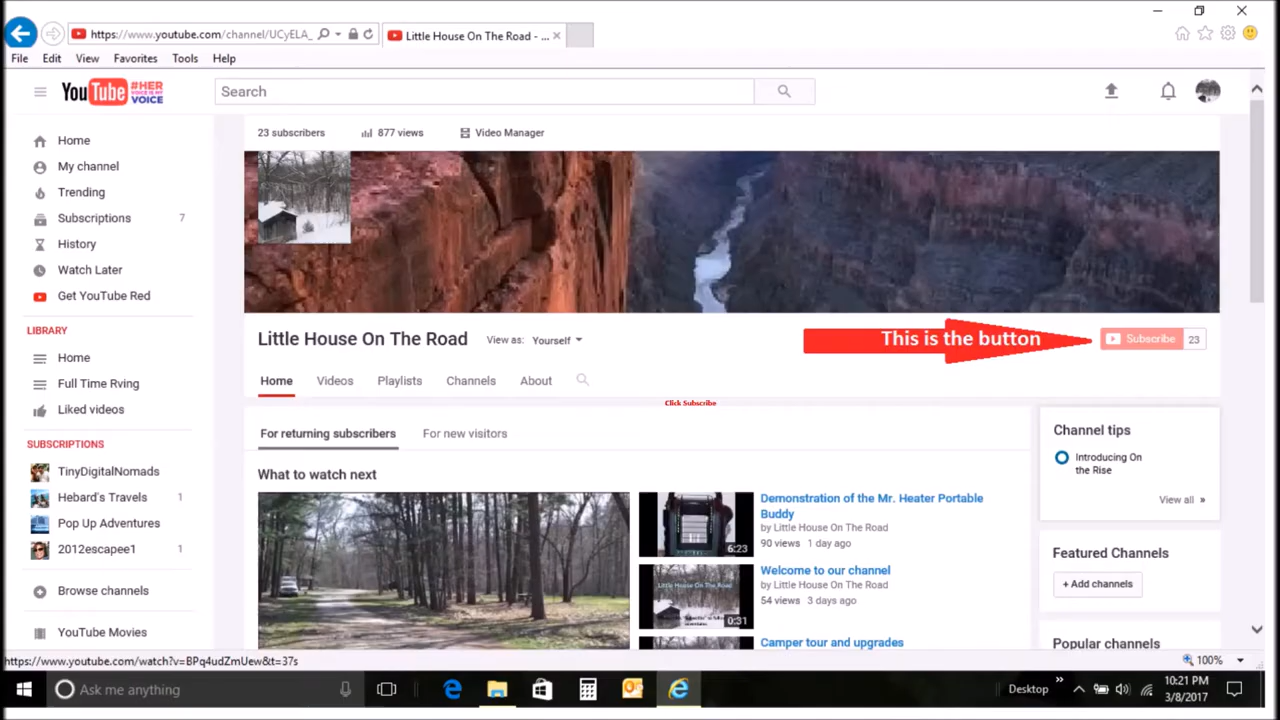 https://www.youtube.com/channel/UCyELA_
Little House On The Road - ...
File Edit View Favorites Tools Help
YouTube #HER VOICE IS MY VOICE
Search
23 subscribers 877 views Video Manager
Home
My channel
Trending
Subscriptions 7
History
Watch Later
Get YouTube Red
LIBRARY
Home
Full Time Rving
Liked videos
SUBSCRIPTIONS
TinyDigitalNomads
Hebard's Travels 1
Pop Up Adventures
2012escapee1 1
Browse channels
YouTube Movies
Little House On The Road View as: Yourself
This is the button
Subscribe 23
Home Videos Playlists Channels About
Click Subscribe
For returning subscribers For new visitors
What to watch next
Demonstration of the Mr. Heater Portable
Buddy
by Little House On The Road
90 views 1 day ago
6:23
Welcome to our channel
by Little House On The Road
54 views 3 days ago
Little House On The Road
0:31
Camper tour and upgrades
Channel tips
Introducing On
the Rise
View all »
Featured Channels
+ Add channels
Popular channels
https://www.youtube.com/watch?v=BPq4udZmUew&t=37s
100%
Ask me anything
Desktop »
10:21 PM
3/8/2017